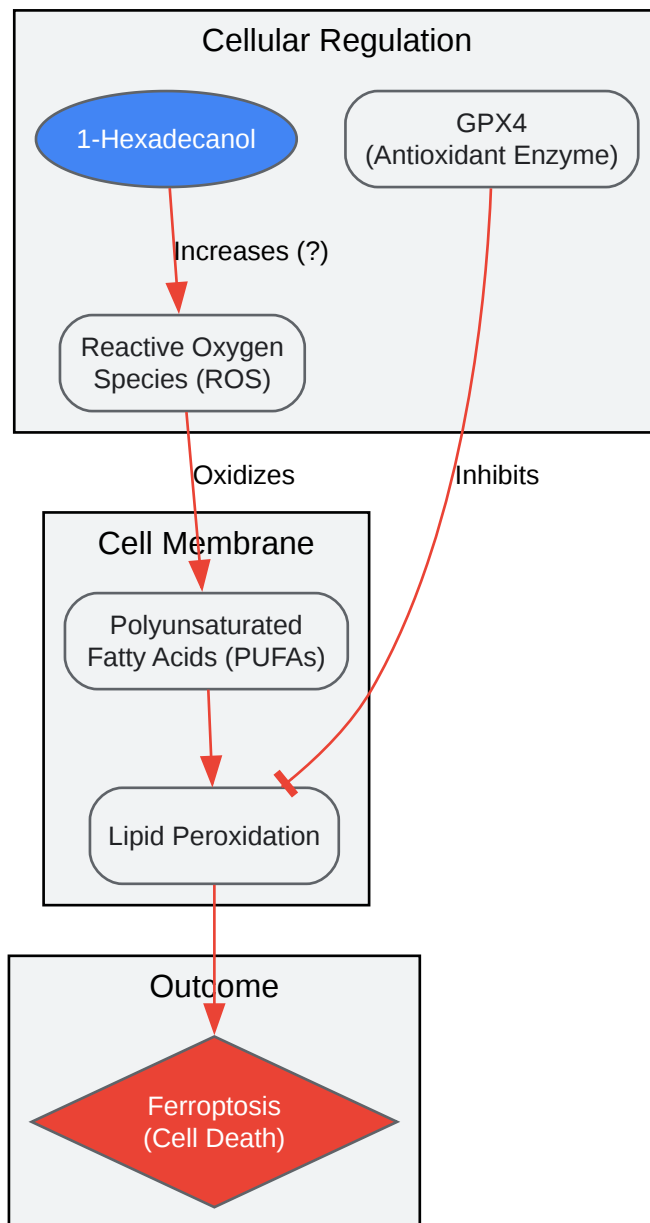 Cellular Regulation
1-Hexadecanol
GPX4
(Antioxidant Enzyme)
Increases (?)
Reactive Oxygen
Species (ROS)
Oxidizes
Inhibits
Cell Membrane
Polyunsaturated
Fatty Acids (PUFAs)
Lipid Peroxidation
Outcome
Ferroptosis
(Cell Death)